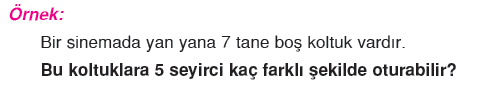 Örnek:
Bir sinemada yan yana 7 tane boş koltuk vardır.
Bu koltuklara 5 seyirci kaç farklı şekilde oturabilir?